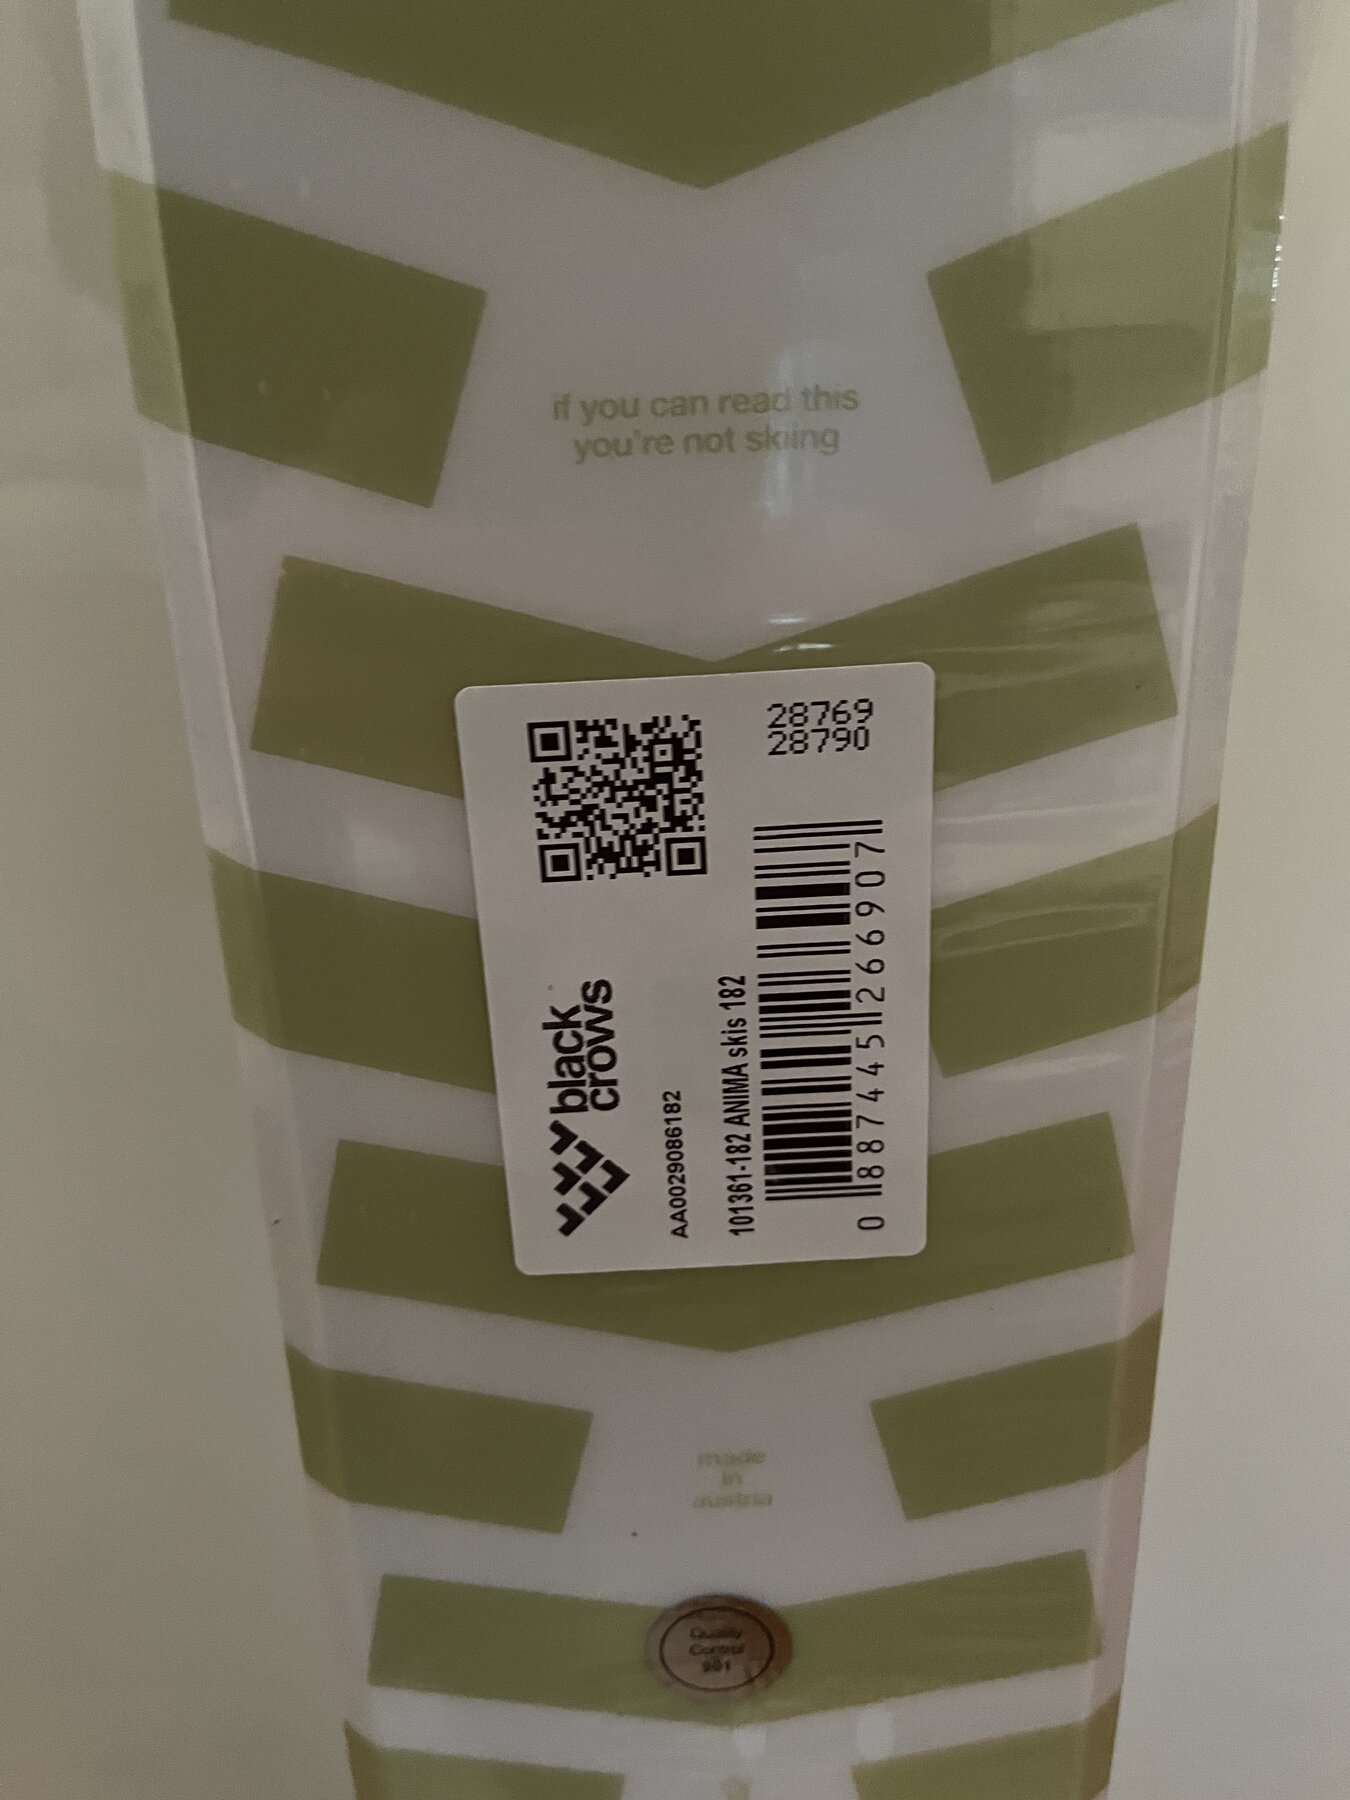 if you can read this
you're not skiing
28769
28790
black
crows
AA0029086182
101361-182 ANIMA skis 182
0 887445 266907
made
in
austria
Quality
Control